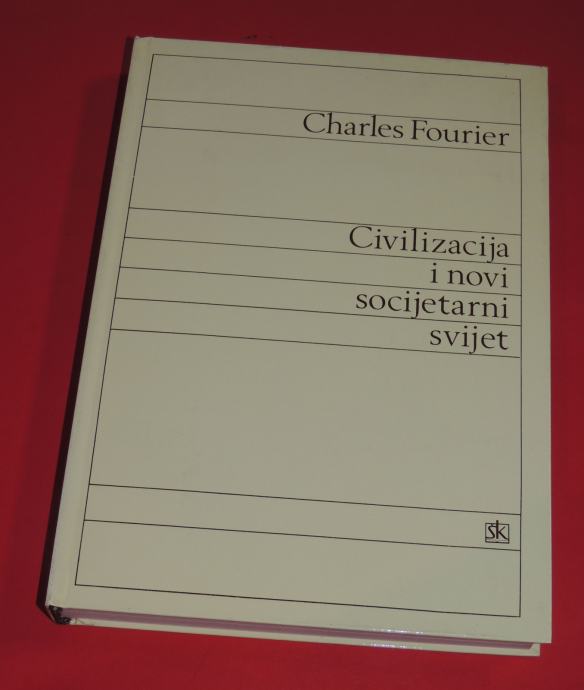 Charles Fourier
Civilizacija
i novi
socijetarni
svijet
šk